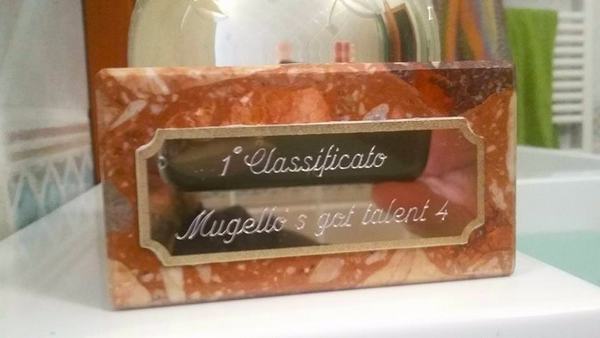 1° Classificato
Mugello s got talent 4